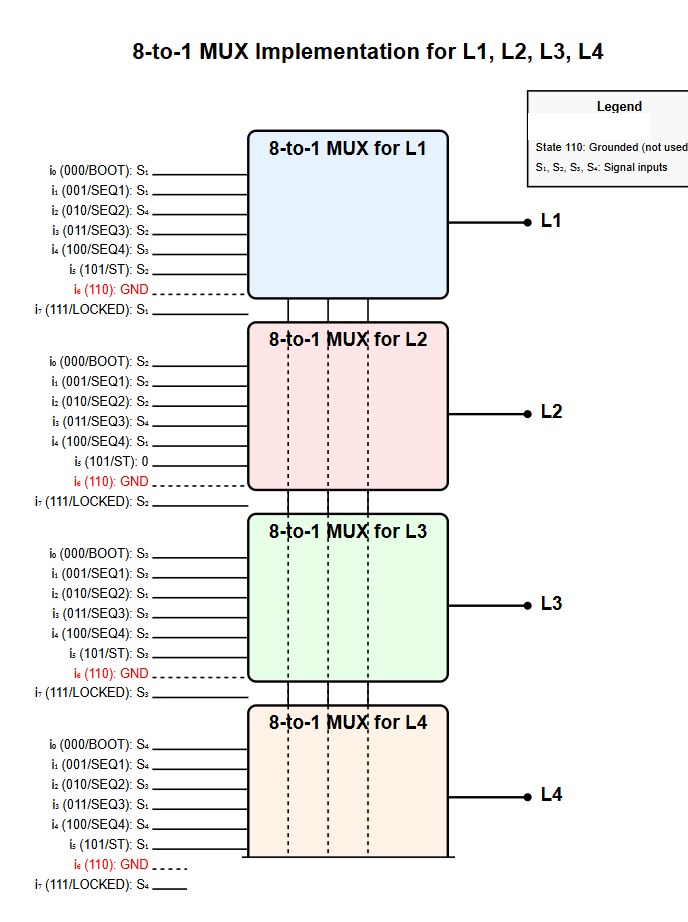 8-to-1 MUX Implementation for L1, L2, L3, L4
Legend
State 110: Grounded (not used
S₁, S₂, S₃, S₄: Signal inputs
8-to-1 MUX for L1
i₀ (000/BOOT): S₁
i₁ (001/SEQ1): S₁
i₂ (010/SEQ2): S₄
i₃ (011/SEQ3): S₂
i₄ (100/SEQ4): S₃
i₅ (101/ST): S₂
i₆ (110): GND
i₇ (111/LOCKED): S₁
L1
8-to-1 MUX for L2
i₀ (000/BOOT): S₂
i₁ (001/SEQ1): S₂
i₂ (010/SEQ2): S₂
i₃ (011/SEQ3): S₄
i₄ (100/SEQ4): S₁
i₅ (101/ST): 0
i₆ (110): GND
i₇ (111/LOCKED): S₂
L2
8-to-1 MUX for L3
i₀ (000/BOOT): S₃
i₁ (001/SEQ1): S₃
i₂ (010/SEQ2): S₁
i₃ (011/SEQ3): S₃
i₄ (100/SEQ4): S₂
i₅ (101/ST): S₃
i₆ (110): GND
i₇ (111/LOCKED): S₃
L3
8-to-1 MUX for L4
i₀ (000/BOOT): S₄
i₁ (001/SEQ1): S₄
i₂ (010/SEQ2): S₃
i₃ (011/SEQ3): S₁
i₄ (100/SEQ4): S₄
i₅ (101/ST): S₁
i₆ (110): GND
i₇ (111/LOCKED): S₄
L4